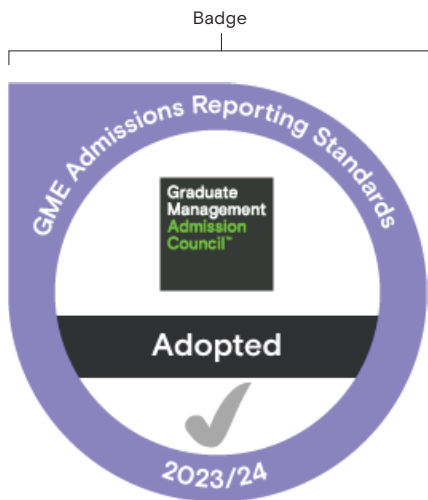 Badge
GME Admissions Reporting Standards
Graduate
Management
Admission
Council™
Adopted
2023/24